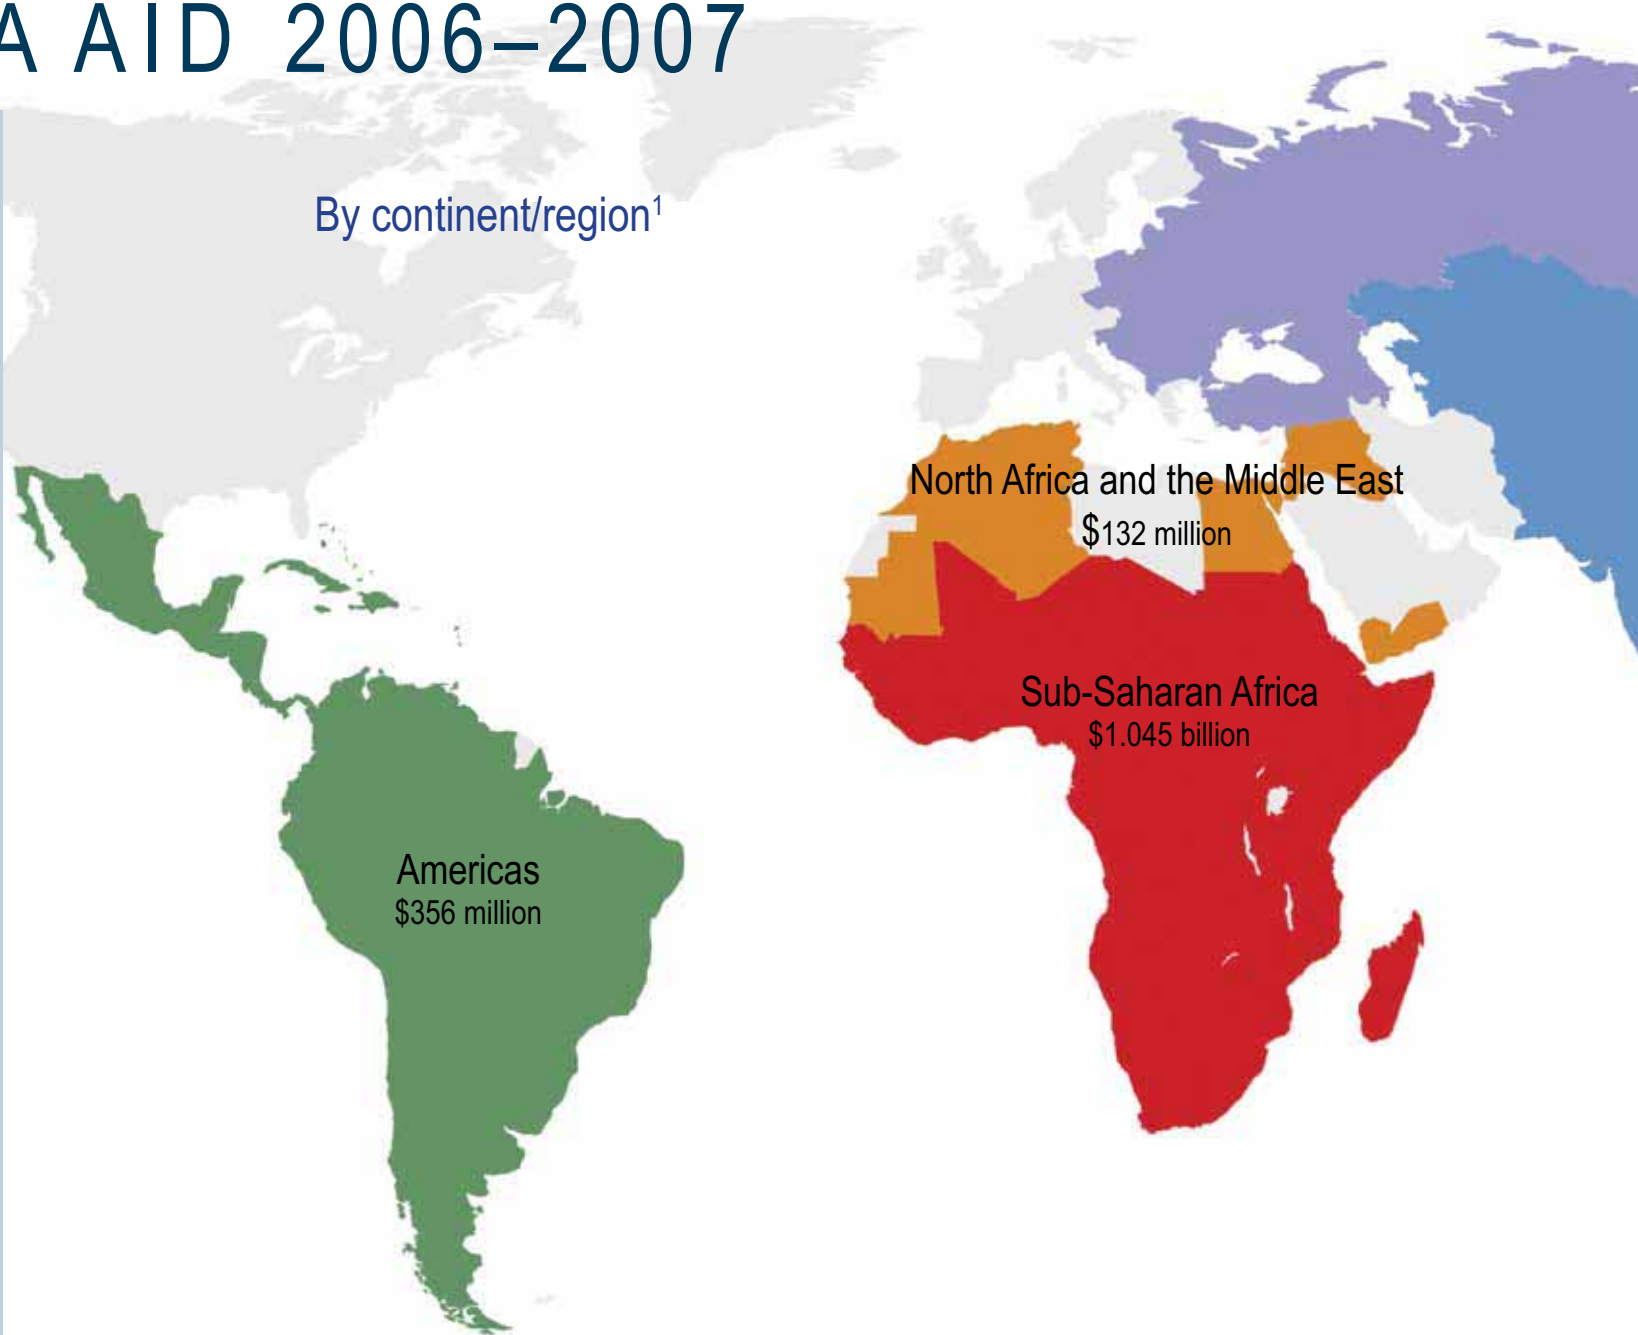 A AID 2006–2007
By continent/region¹
North Africa and the Middle East
$132 million
Sub-Saharan Africa
$1.045 billion
Americas
$356 million